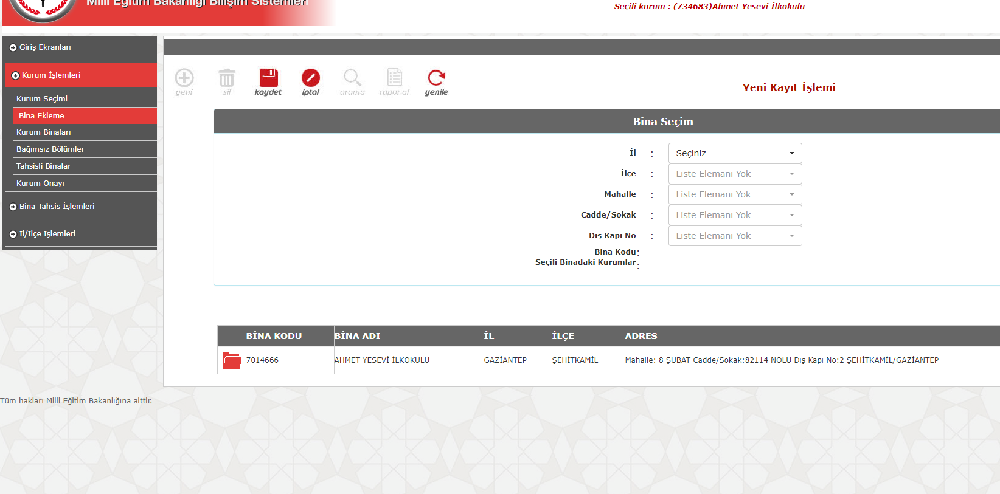 Milli Eğitim Bakanlığı Bilişim Sistemleri
Seçili kurum : (734683)Ahmet Yesevi İlkokulu
Giriş Ekranları
Kurum İşlemleri
Kurum Seçimi
Bina Ekleme
Kurum Binaları
Bağımsız Bölümler
Tahsisli Binalar
Kurum Onayı
Bina Tahsis İşlemleri
İl/İlçe İşlemleri
yeni sil kaydet iptal arama rapor al yenile
Yeni Kayıt İşlemi
Bina Seçim
İl : Seçiniz
İlçe : Liste Elemanı Yok
Mahalle : Liste Elemanı Yok
Cadde/Sokak : Liste Elemanı Yok
Dış Kapı No : Liste Elemanı Yok
Bina Kodu :
Seçili Binadaki Kurumlar :
BİNA KODU BİNA ADI İL İLÇE ADRES
7014666 AHMET YESEVİ İLKOKULU GAZİANTEP ŞEHİTKAMİL Mahalle: 8 ŞUBAT Cadde/Sokak:82114 NOLU Dış Kapı No:2 ŞEHİTKAMİL/GAZİANTEP
Tüm hakları Milli Eğitim Bakanlığına aittir.